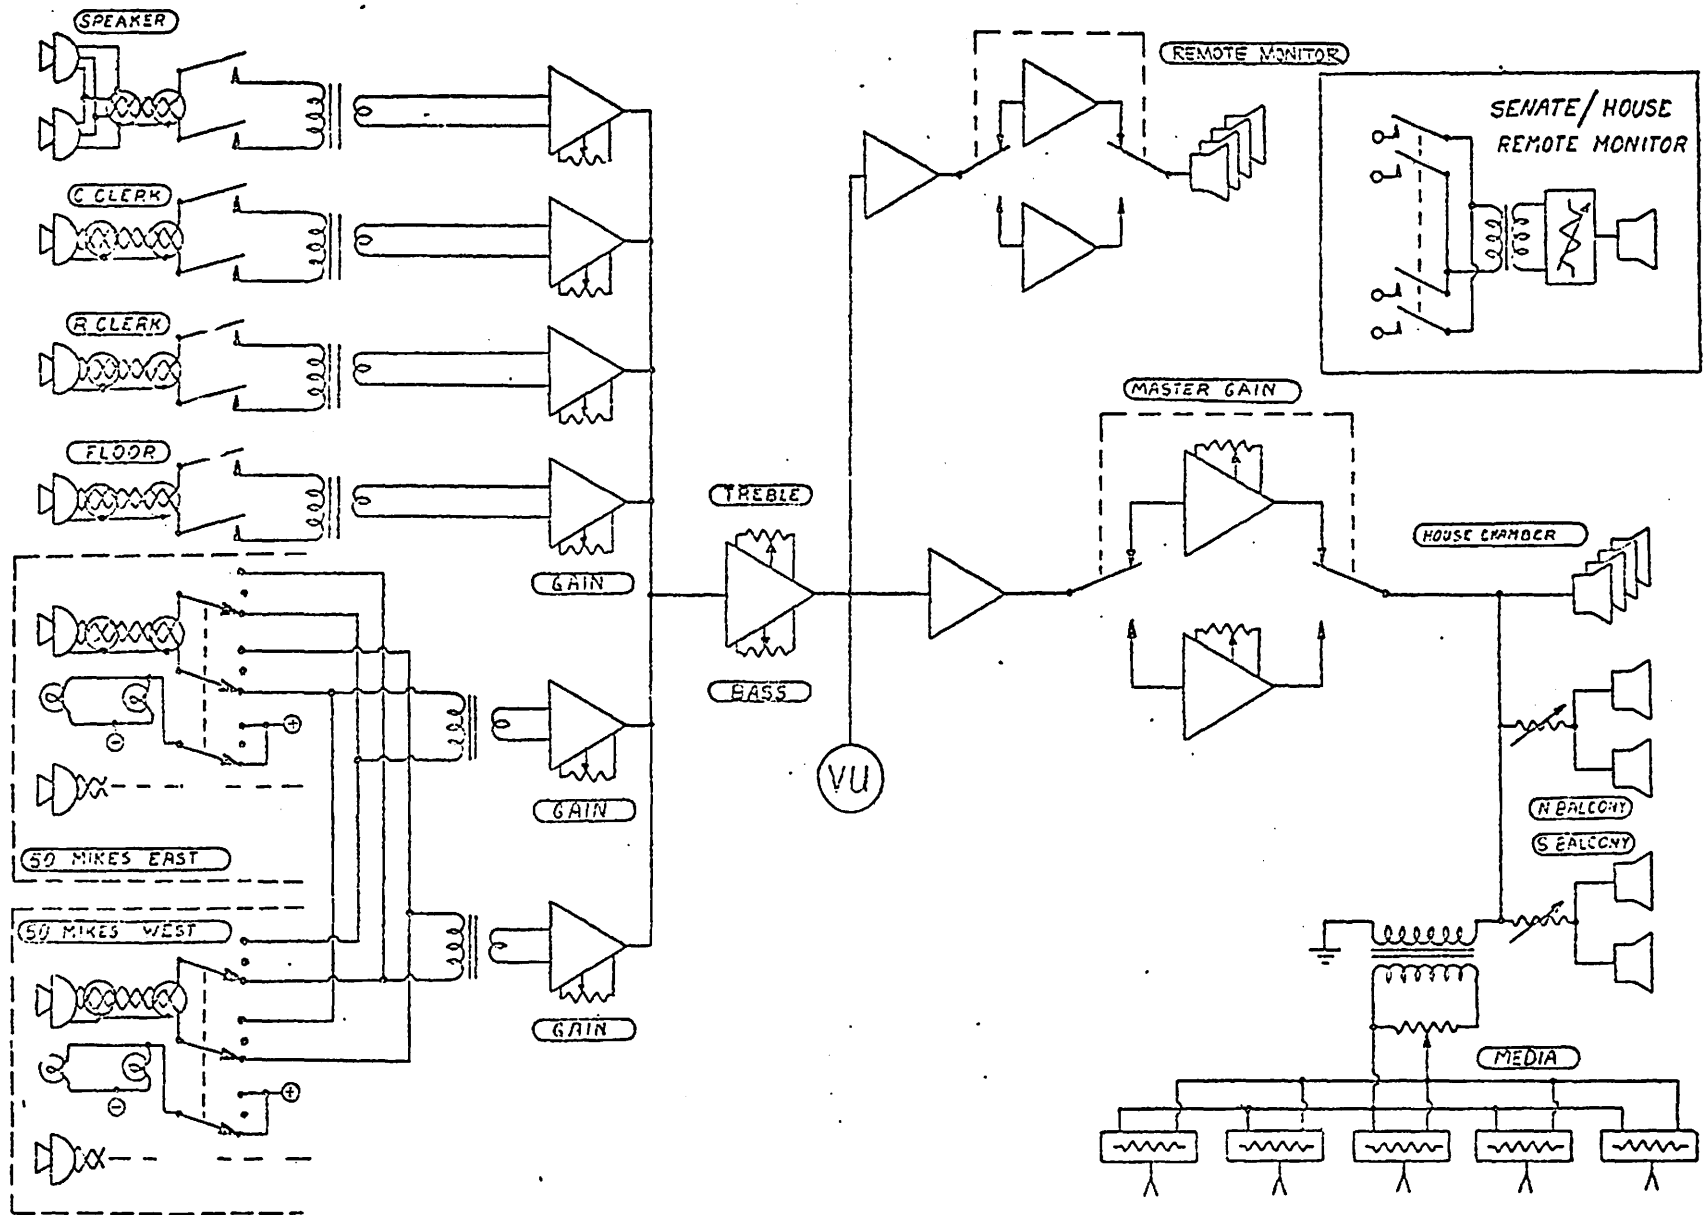 SPEAKER
REMOTE MONITOR
SENATE/HOUSE
REMOTE MONITOR
C CLERK
R CLERK
MASTER GAIN
FLOOR
TREBLE
HOUSE CHAMBER
GAIN
BASS
+
-
VU
GAIN
N BALCONY
S BALCONY
50 MIKES EAST
50 MIKES WEST
GAIN
MEDIA
+
-